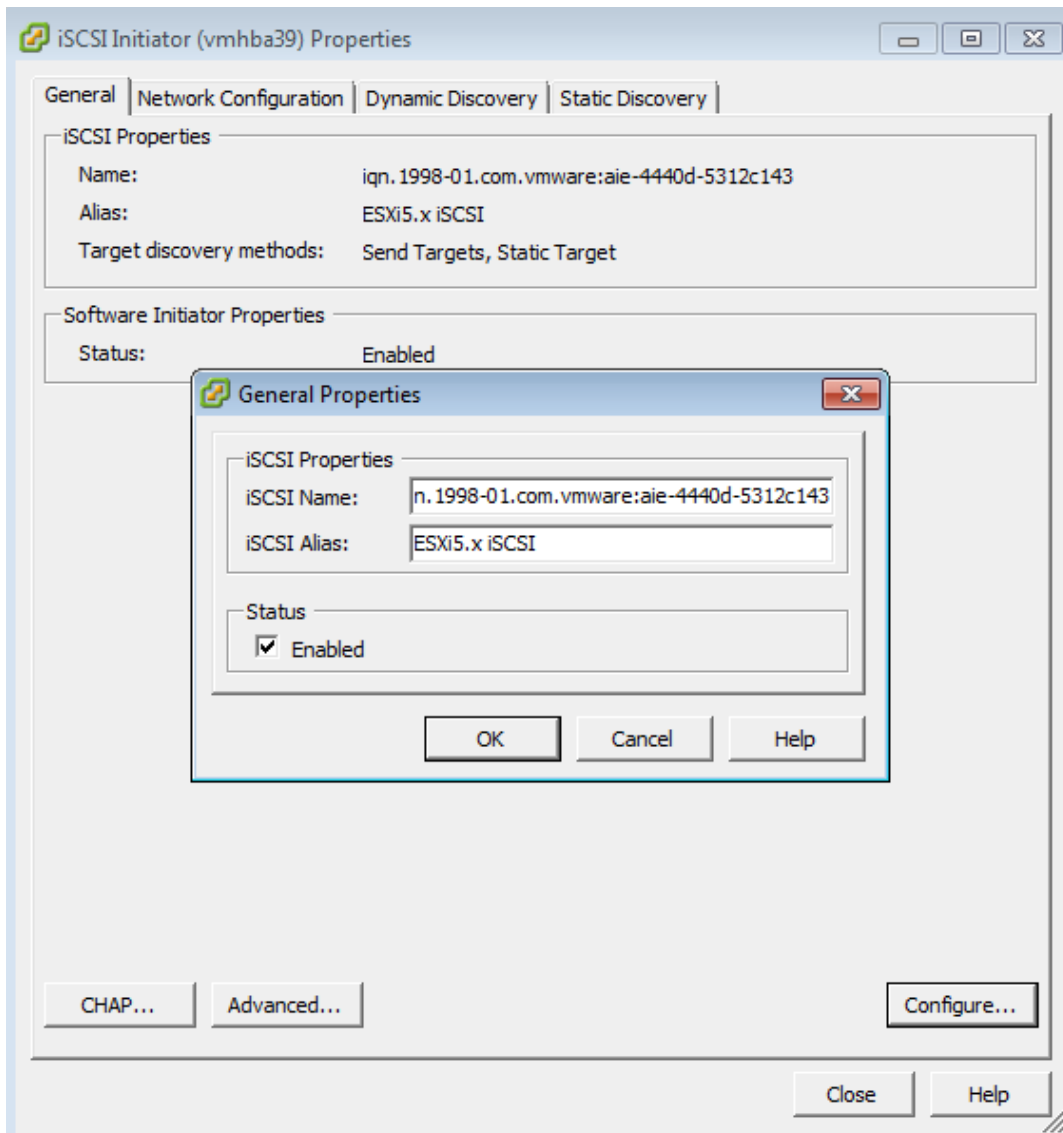 iSCSI Initiator (vmhba39) Properties
General Network Configuration Dynamic Discovery Static Discovery
iSCSI Properties
Name: iqn.1998-01.com.vmware:aie-4440d-5312c143
Alias: ESXi5.x iSCSI
Target discovery methods: Send Targets, Static Target
Software Initiator Properties
Status: Enabled
General Properties
iSCSI Properties
iSCSI Name: n.1998-01.com.vmware:aie-4440d-5312c143
iSCSI Alias: ESXi5.x iSCSI
Status
Enabled
OK Cancel Help
CHAP... Advanced... Configure...
Close Help